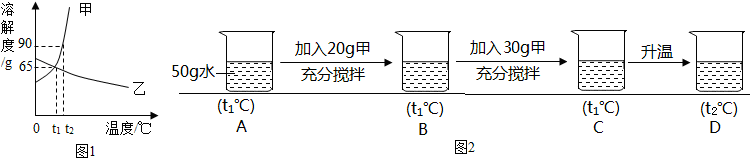 溶解度/g
甲
90
65
乙
0
t₁
t₂
温度/℃
图1
50g水
加入20g甲
充分搅拌
加入30g甲
充分搅拌
升温
(t₁℃)
(t₁℃)
(t₁℃)
(t₂℃)
A
B
C
D
图2